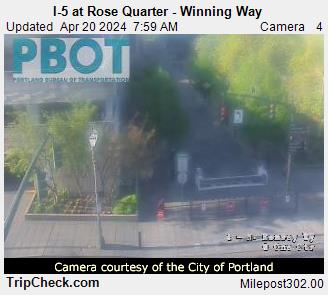 I-5 at Rose Quarter - Winning Way
Updated Apr 20 2024 7:59 AM Camera 4
PBOT
PORTLAND BUREAU OF TRANSPORTATION
Camera courtesy of the City of Portland
TripCheck.com Milepost302.00